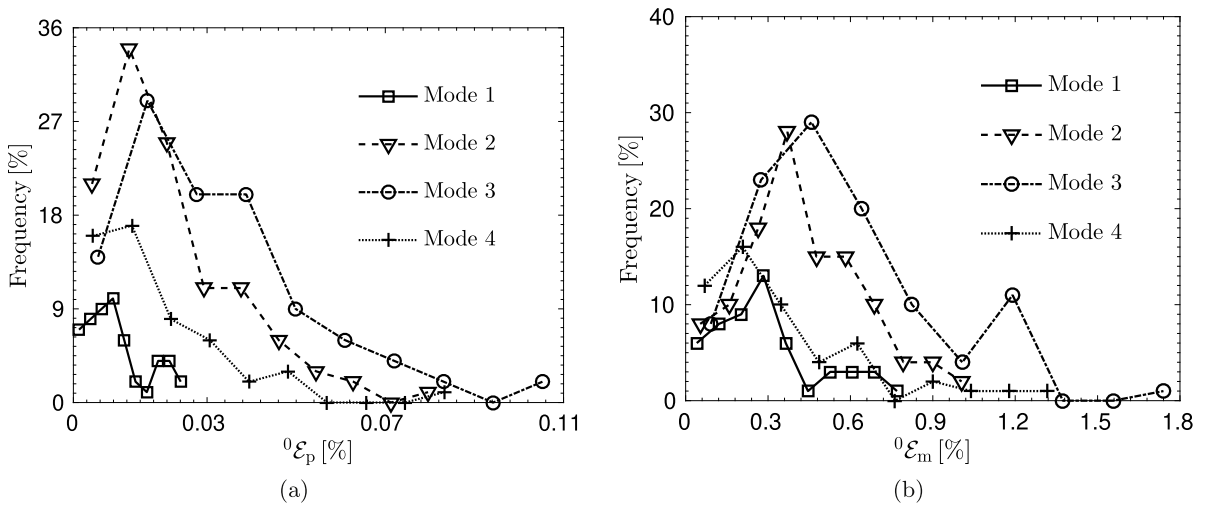 36
27
18
9
0
Frequency [%]
0
0.03
0.07
0.11
⁰ℰₚ [%]
Mode 1
Mode 2
Mode 3
Mode 4
(a)
40
30
20
10
0
Frequency [%]
0
0.3
0.6
0.9
1.2
1.5
1.8
⁰ℰₘ [%]
Mode 1
Mode 2
Mode 3
Mode 4
(b)